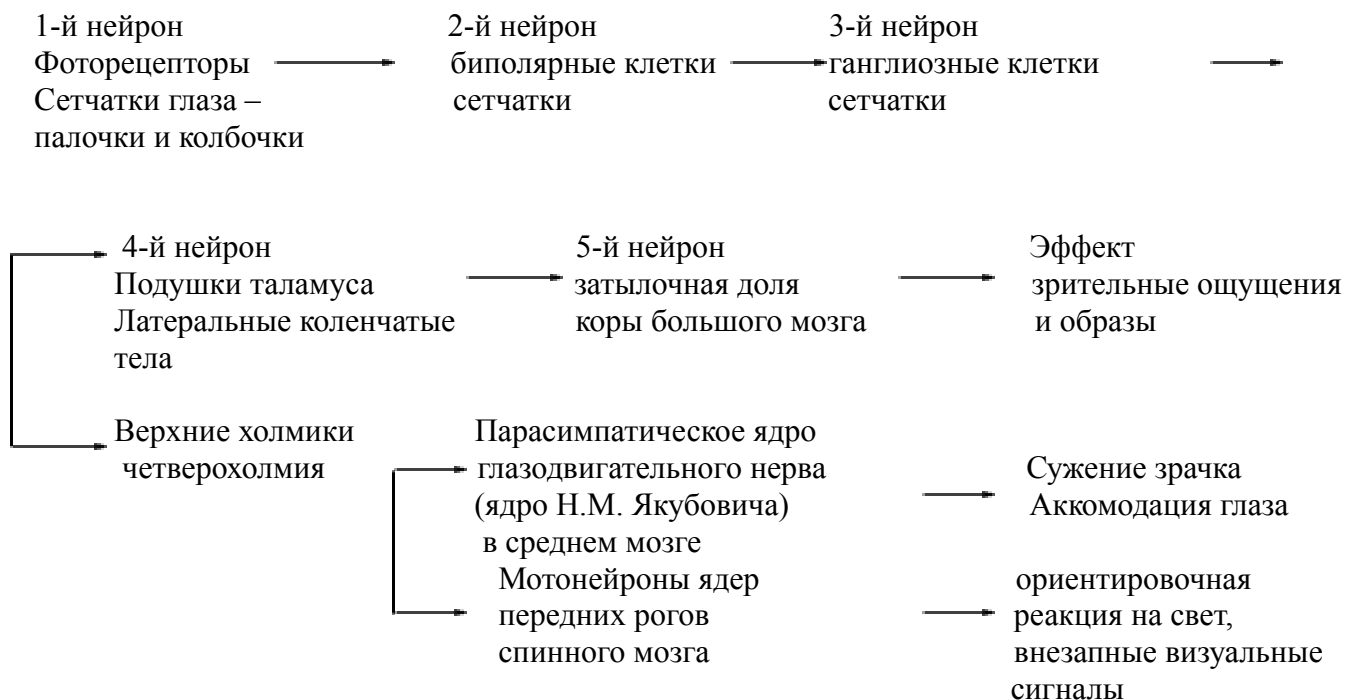 1-й нейрон
Фоторецепторы
Сетчатки глаза –
палочки и колбочки
2-й нейрон
биполярные клетки
сетчатки
3-й нейрон
ганглиозные клетки
сетчатки
4-й нейрон
Подушки таламуса
Латеральные коленчатые
тела
5-й нейрон
затылочная доля
коры большого мозга
Эффект
зрительные ощущения
и образы
Верхние холмики
четверохолмия
Парасимпатическое ядро
глазодвигательного нерва
(ядро Н.М. Якубовича)
в среднем мозге
Сужение зрачка
Аккомодация глаза
Мотонейроны ядер
передних рогов
спинного мозга
ориентировочная
реакция на свет,
внезапные визуальные
сигналы